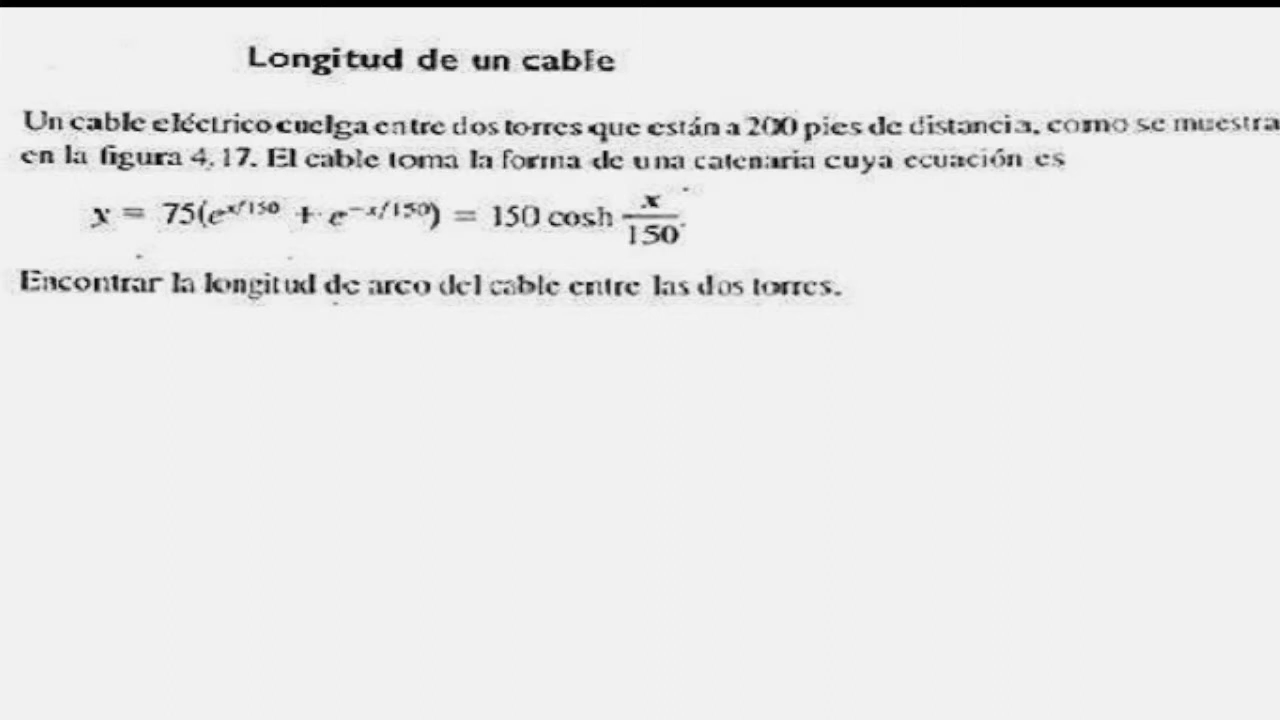 Longitud de un cable
Un cable eléctrico cuelga entre dos torres que están a 200 pies de distancia, como se muestra
en la figura 4.17. El cable toma la forma de una catenaria cuya ecuación es
y = 75(e^{x/150} + e^{-x/150}) = 150 cosh x/150.
Encontrar la longitud de arco del cable entre las dos torres.